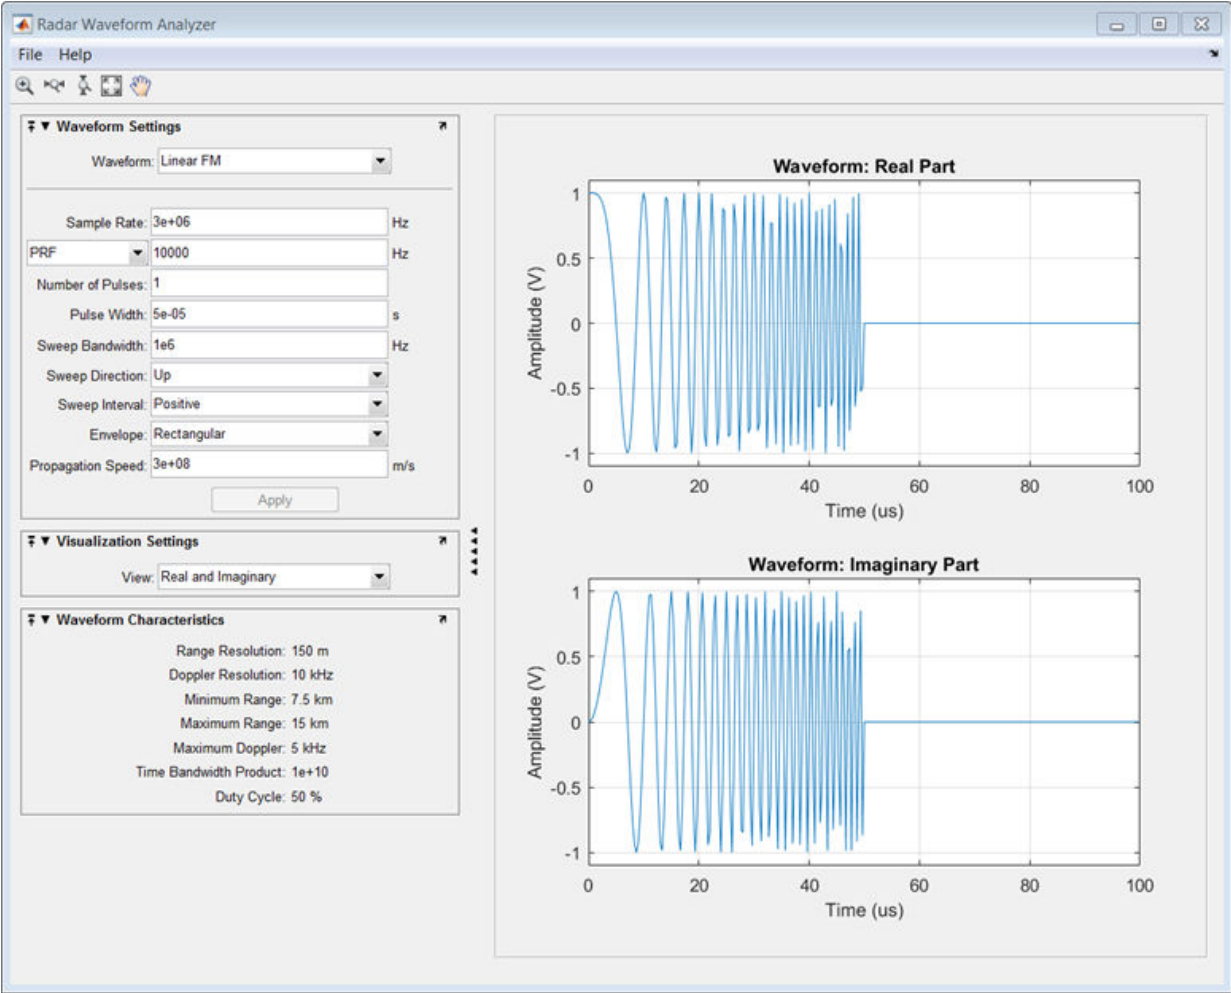 Radar Waveform Analyzer
File Help
Waveform Settings
Waveform: Linear FM
Sample Rate: 3e+06 Hz
PRF 10000 Hz
Number of Pulses: 1
Pulse Width: 5e-05 s
Sweep Bandwidth: 1e6 Hz
Sweep Direction: Up
Sweep Interval: Positive
Envelope: Rectangular
Propagation Speed: 3e+08 m/s
Apply
Visualization Settings
View: Real and Imaginary
Waveform Characteristics
Range Resolution: 150 m
Doppler Resolution: 10 kHz
Minimum Range: 7.5 km
Maximum Range: 15 km
Maximum Doppler: 5 kHz
Time Bandwidth Product: 1e+10
Duty Cycle: 50 %
Waveform: Real Part
Amplitude (V)
1
0.5
0
-0.5
-1
0 20 40 60 80 100
Time (us)
Waveform: Imaginary Part
Amplitude (V)
1
0.5
0
-0.5
-1
0 20 40 60 80 100
Time (us)